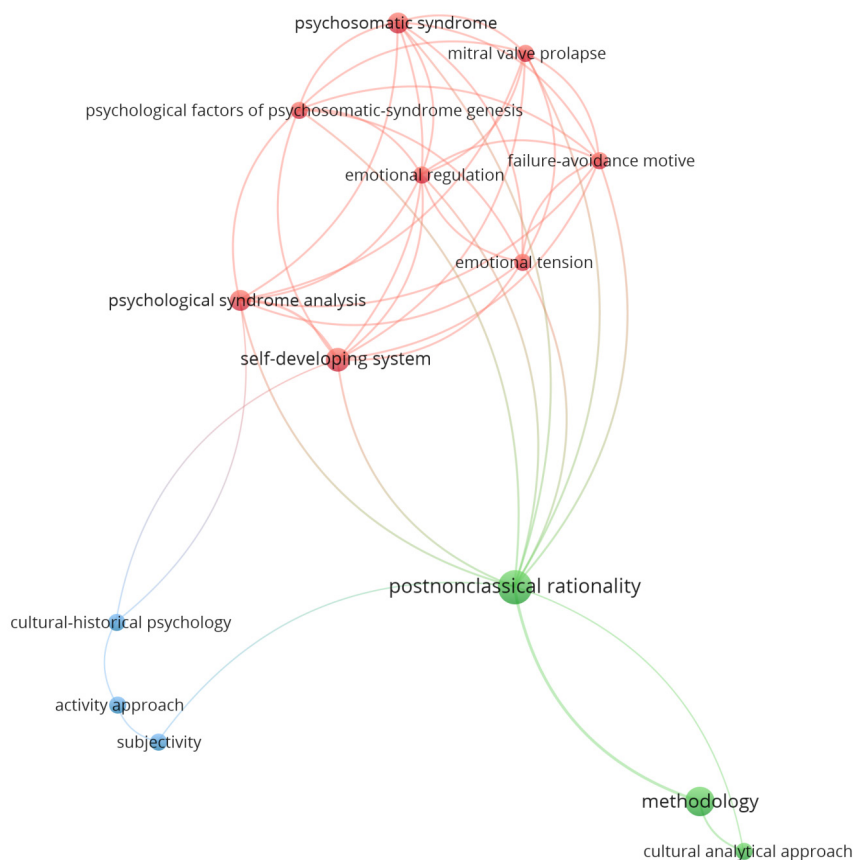 psychosomatic syndrome
mitral valve prolapse
psychological factors of psychosomatic-syndrome genesis
failure-avoidance motive
emotional regulation
emotional tension
psychological syndrome analysis
self-developing system
postnonclassical rationality
cultural-historical psychology
activity approach
subjectivity
methodology
cultural analytical approach